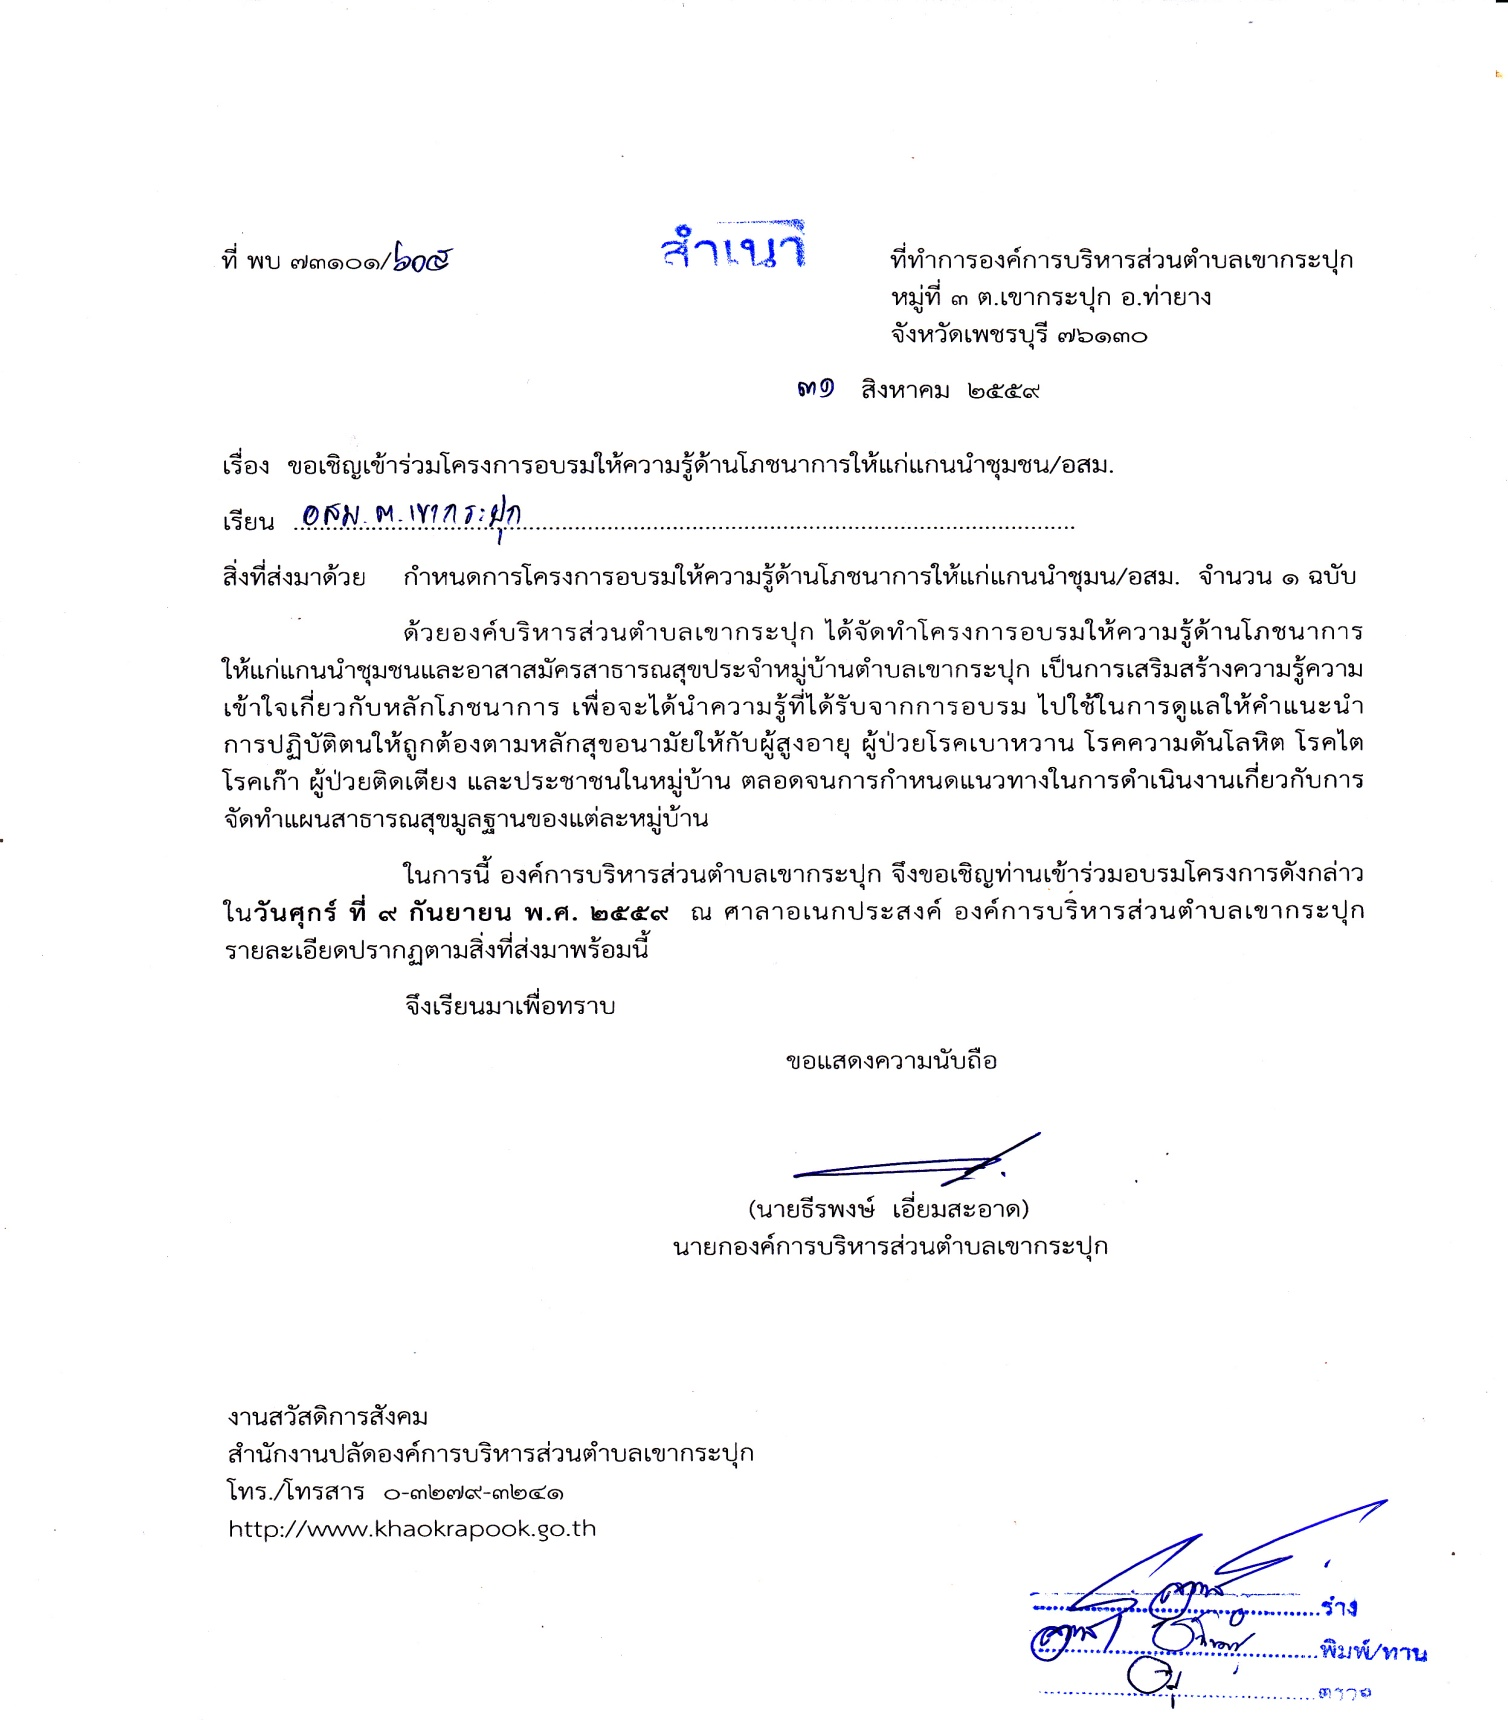 สำเนา
ที่ พบ ๗๓๑๐๑/๖๐๕
ที่ทำการองค์การบริหารส่วนตำบลเขากระปุก
หมู่ที่ ๓ ต.เขากระปุก อ.ท่ายาง
จังหวัดเพชรบุรี ๗๖๑๓๐
๓๑ สิงหาคม ๒๕๕๙
เรื่อง ขอเชิญเข้าร่วมโครงการอบรมให้ความรู้ด้านโภชนาการให้แก่แกนนำชุมชน/อสม.
เรียน อสม.ต.เขากระปุก
สิ่งที่ส่งมาด้วย กำหนดการโครงการอบรมให้ความรู้ด้านโภชนาการให้แก่แกนนำชุมน/อสม. จำนวน ๑ ฉบับ
ด้วยองค์บริหารส่วนตำบลเขากระปุก ได้จัดทำโครงการอบรมให้ความรู้ด้านโภชนาการ
ให้แก่แกนนำชุมชนและอาสาสมัครสาธารณสุขประจำหมู่บ้านตำบลเขากระปุก เป็นการเสริมสร้างความรู้ความ
เข้าใจเกี่ยวกับหลักโภชนาการ เพื่อจะได้นำความรู้ที่ได้รับจากการอบรม ไปใช้ในการดูแลให้คำแนะนำ
การปฏิบัติตนให้ถูกต้องตามหลักสุขอนามัยให้กับผู้สูงอายุ ผู้ป่วยโรคเบาหวาน โรคความดันโลหิต โรคไต
โรคเก๊า ผู้ป่วยติดเตียง และประชาชนในหมู่บ้าน ตลอดจนการกำหนดแนวทางในการดำเนินงานเกี่ยวกับการ
จัดทำแผนสาธารณสุขมูลฐานของแต่ละหมู่บ้าน
ในการนี้ องค์การบริหารส่วนตำบลเขากระปุก จึงขอเชิญท่านเข้าร่วมอบรมโครงการดังกล่าว
ในวันศุกร์ ที่ ๙ กันยายน พ.ศ. ๒๕๕๙ ณ ศาลาอเนกประสงค์ องค์การบริหารส่วนตำบลเขากระปุก
รายละเอียดปรากฏตามสิ่งที่ส่งมาพร้อมนี้
จึงเรียนมาเพื่อทราบ
ขอแสดงความนับถือ
(นายธีรพงษ์ เอี่ยมสะอาด)
นายกองค์การบริหารส่วนตำบลเขากระปุก
งานสวัสดิการสังคม
สำนักงานปลัดองค์การบริหารส่วนตำบลเขากระปุก
โทร./โทรสาร ๐-๓๒๗๙-๓๒๔๑
http://www.khaokrapook.go.th
ร่าง
พิมพ์/ทาน
ตรวจ